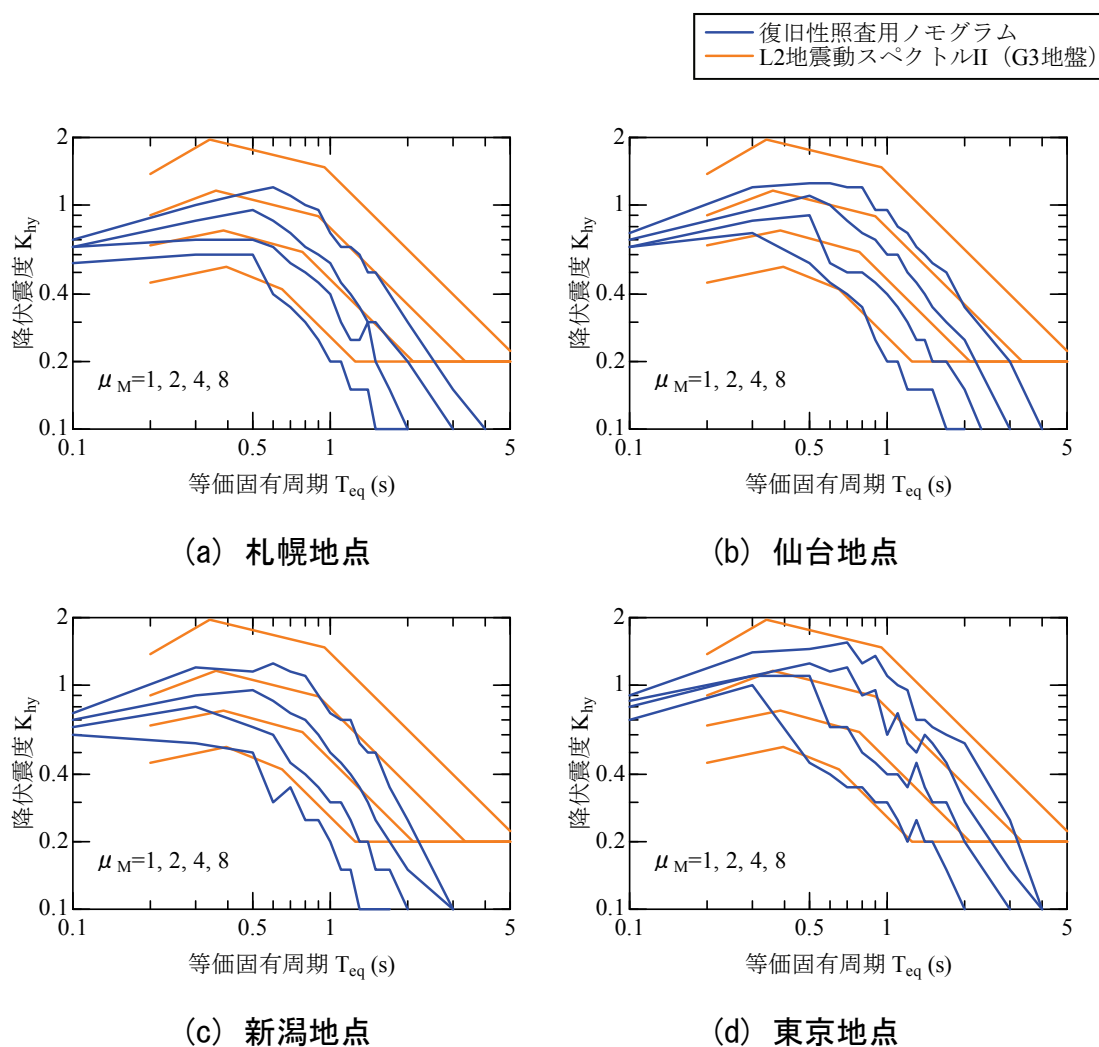 復旧性照査用ノモグラム
L2地震動スペクトルII（G3地盤）
2
1
0.4
0.2
0.1
0.1
0.5
1
5
降伏震度 Khy
μM=1, 2, 4, 8
等価固有周期 Teq (s)
(a) 札幌地点
2
1
0.4
0.2
0.1
0.1
0.5
1
5
降伏震度 Khy
μM=1, 2, 4, 8
等価固有周期 Teq (s)
(b) 仙台地点
2
1
0.4
0.2
0.1
0.1
0.5
1
5
降伏震度 Khy
μM=1, 2, 4, 8
等価固有周期 Teq (s)
(c) 新潟地点
2
1
0.4
0.2
0.1
0.1
0.5
1
5
降伏震度 Khy
μM=1, 2, 4, 8
等価固有周期 Teq (s)
(d) 東京地点